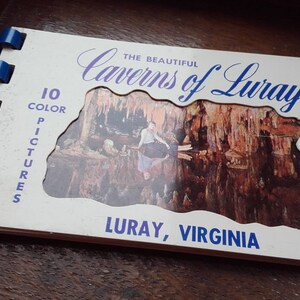 THE BEAUTIFUL
Caverns of Luray
10
COLOR
PICTURES
LURAY, VIRGINIA